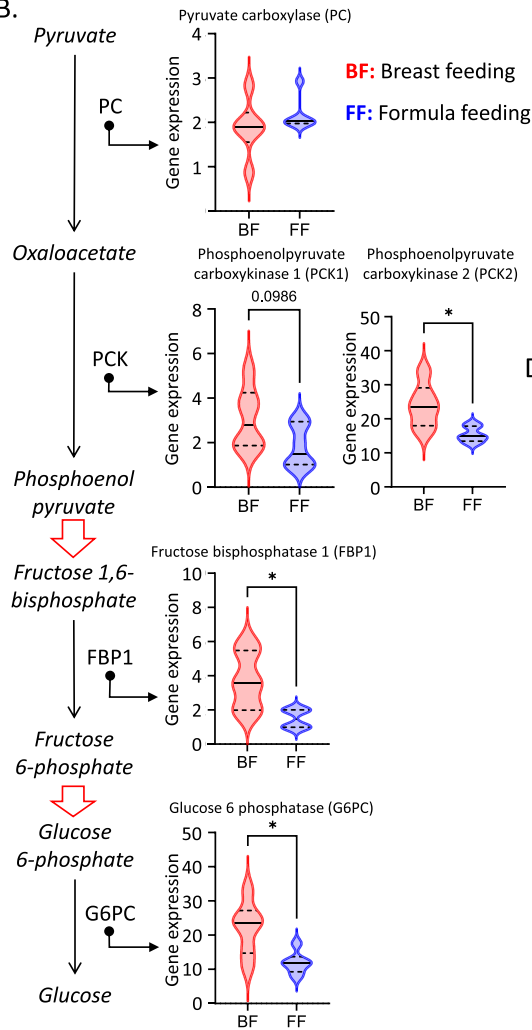 B.
Pyruvate
PC
Oxaloacetate
PCK
Phosphoenol
pyruvate
Fructose 1,6-
bisphosphate
FBP1
Fructose
6-phosphate
Glucose
6-phosphate
G6PC
Glucose
Pyruvate carboxylase (PC)
Gene expression
4
3
2
1
BF
FF
BF: Breast feeding
FF: Formula feeding
Phosphoenolpyruvate
carboxykinase 1 (PCK1)
0.0986
Gene expression
8
6
4
2
0
BF
FF
Phosphoenolpyruvate
carboxykinase 2 (PCK2)
*
Gene expression
50
40
30
20
10
0
BF
FF
Fructose bisphosphatase 1 (FBP1)
*
Gene expression
10
8
6
4
2
0
BF
FF
Glucose 6 phosphatase (G6PC)
*
Gene expression
50
40
30
20
10
0
BF
FF